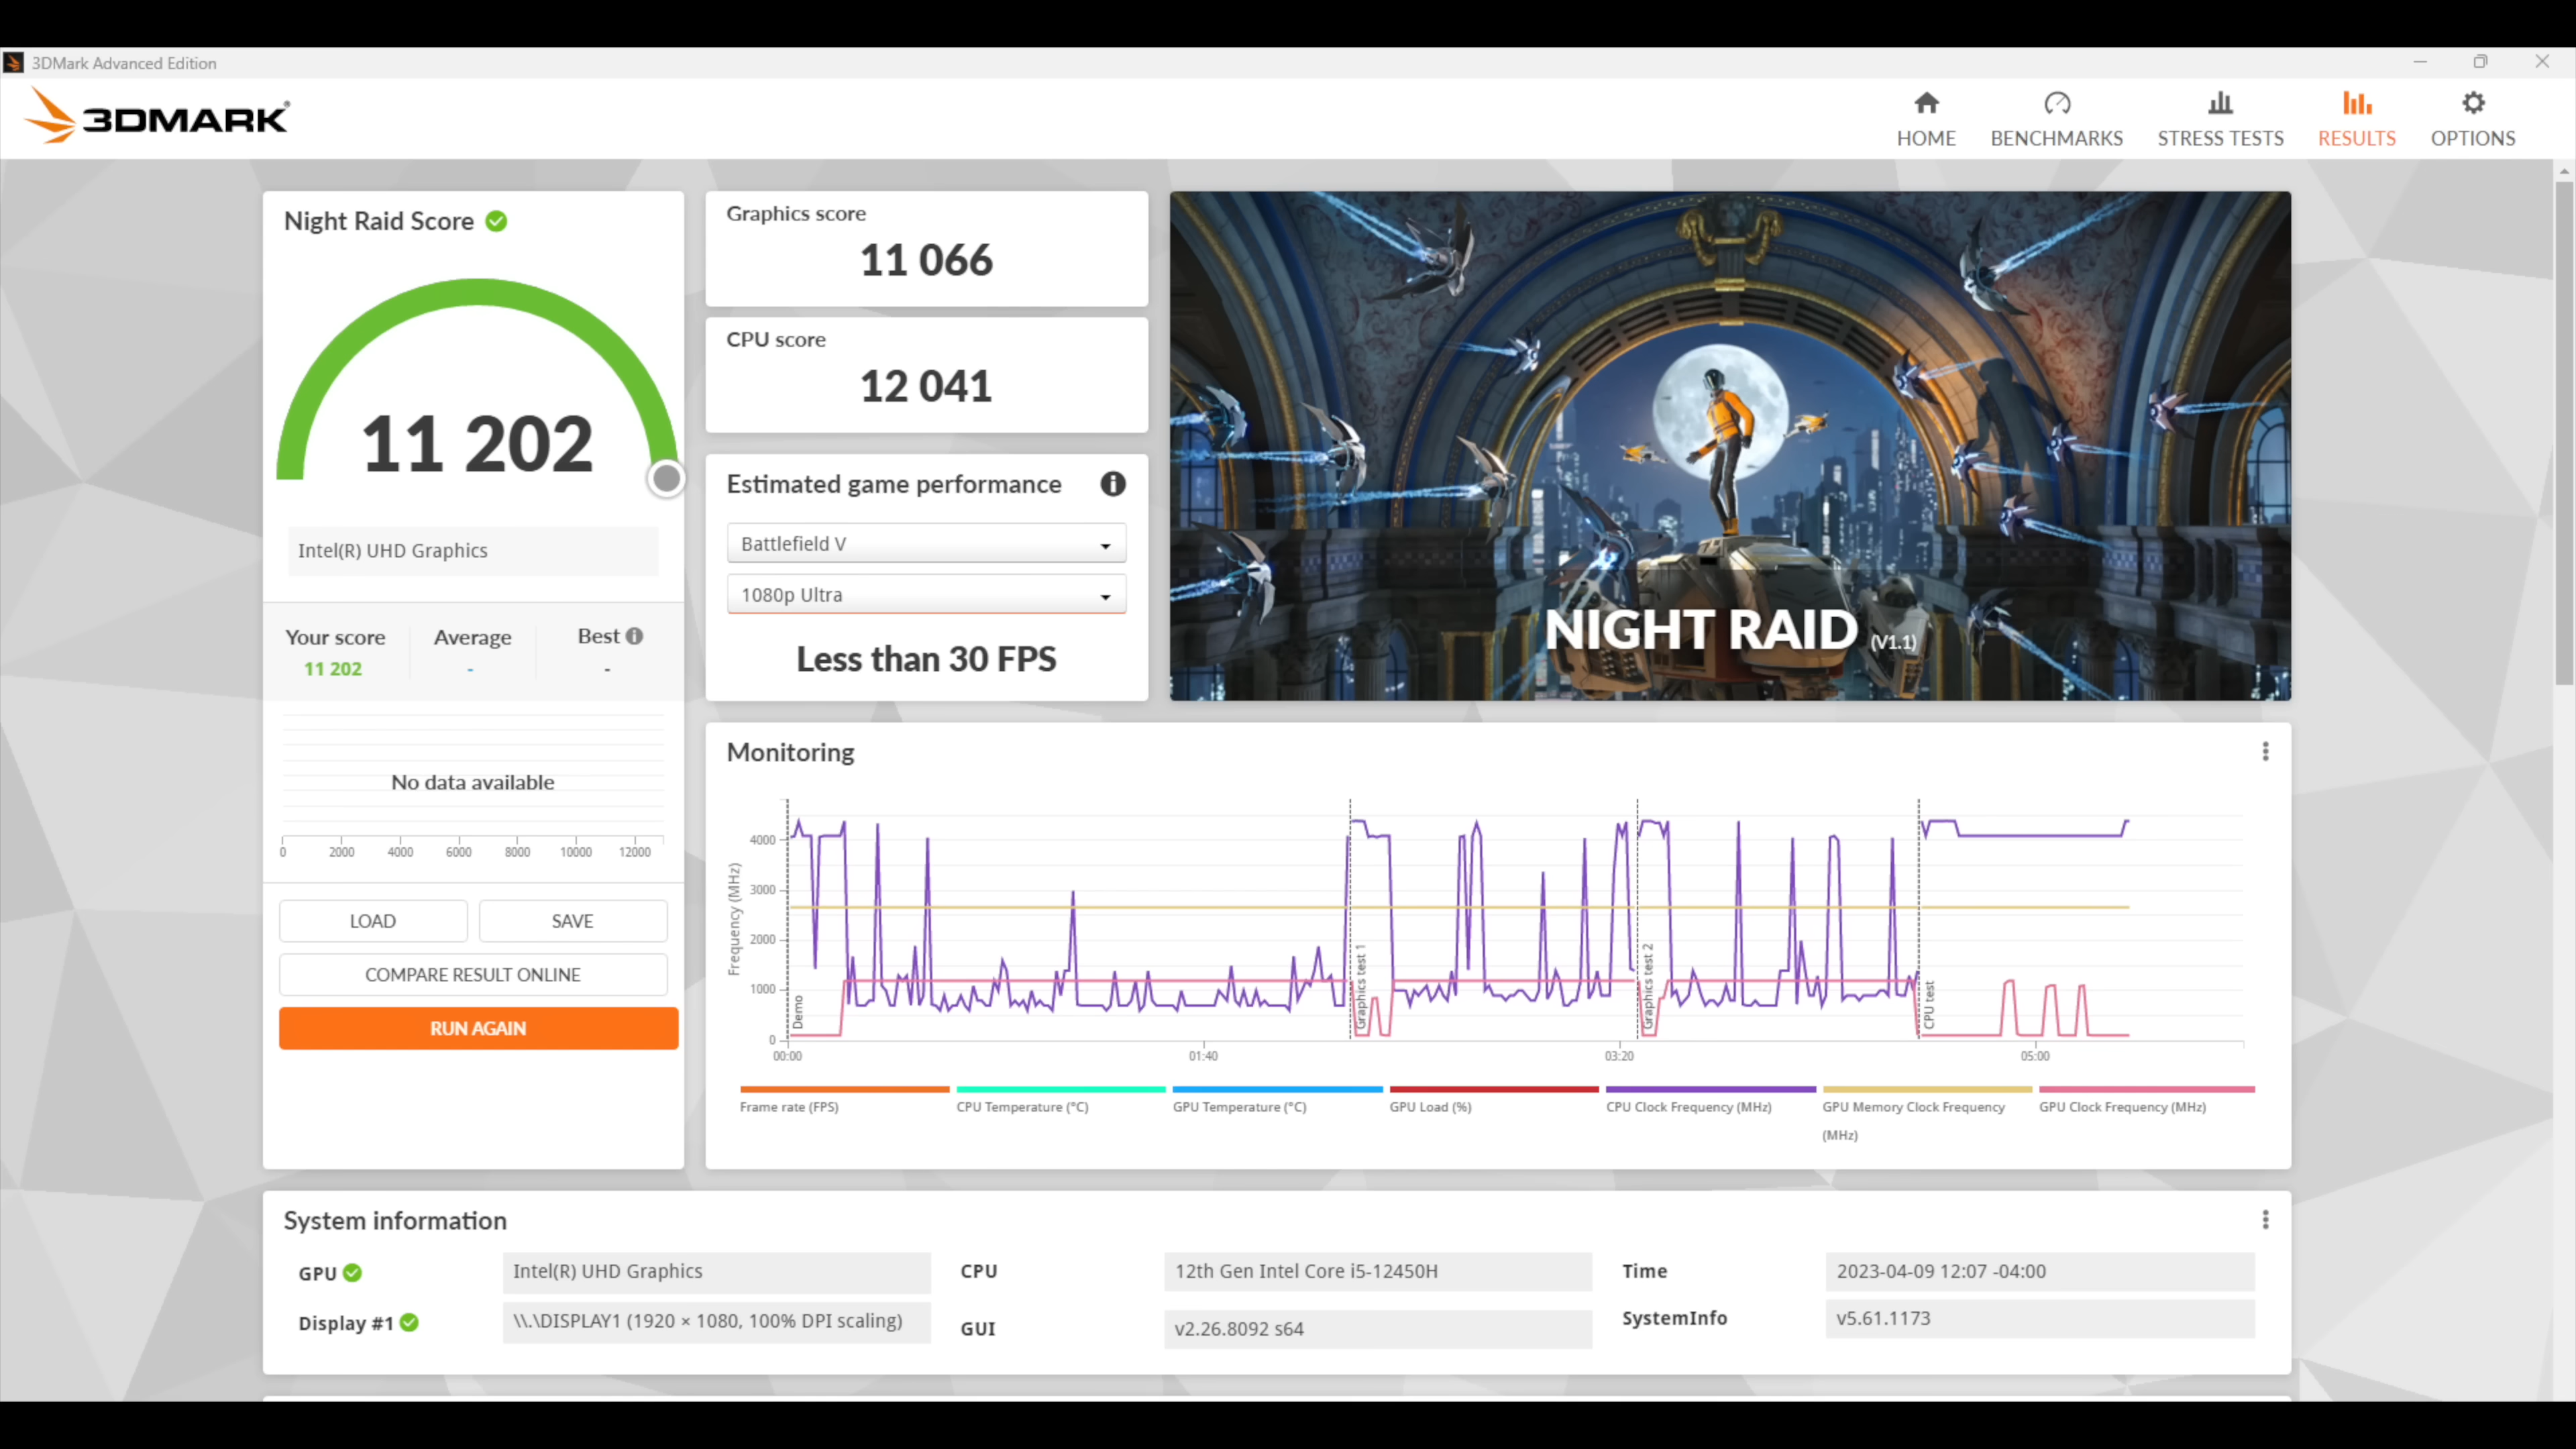 3DMark Advanced Edition
3DMARK®
HOME
BENCHMARKS
STRESS TESTS
RESULTS
OPTIONS
Night Raid Score
11 202
Intel(R) UHD Graphics
Your score
Average
Best
11 202
-
-
No data available
0 2000 4000 6000 8000 10000 12000
LOAD
SAVE
COMPARE RESULT ONLINE
RUN AGAIN
Graphics score
11 066
CPU score
12 041
Estimated game performance
Battlefield V
1080p Ultra
Less than 30 FPS
NIGHT RAID (V1.1)
Monitoring
Frequency (MHz)
4000
3000
2000
1000
0
Demo
Graphics test 1
Graphics test 2
CPU test
00:00 01:40 03:20 05:00
Frame rate (FPS)
CPU Temperature (°C)
GPU Temperature (°C)
GPU Load (%)
CPU Clock Frequency (MHz)
GPU Memory Clock Frequency
(MHz)
GPU Clock Frequency (MHz)
System information
GPU
Intel(R) UHD Graphics
CPU
12th Gen Intel Core i5-12450H
Time
2023-04-09 12:07 -04:00
Display #1
\\.\DISPLAY1 (1920 × 1080, 100% DPI scaling)
GUI
v2.26.8092 s64
SystemInfo
v5.61.1173